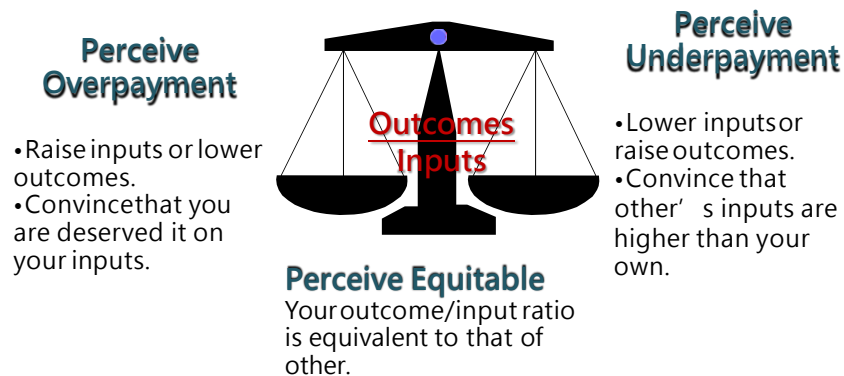 Perceive
Overpayment
•Raise inputs or lower
outcomes.
•Convincethat you
are deserved it on
your inputs.
Outcomes
Inputs
Perceive Equitable
Youroutcome/input ratio
is equivalent to that of
other.
Perceive
Underpayment
•Lower inputsor
raise outcomes.
•Convince that
other’ s inputs are
higher than your
own.